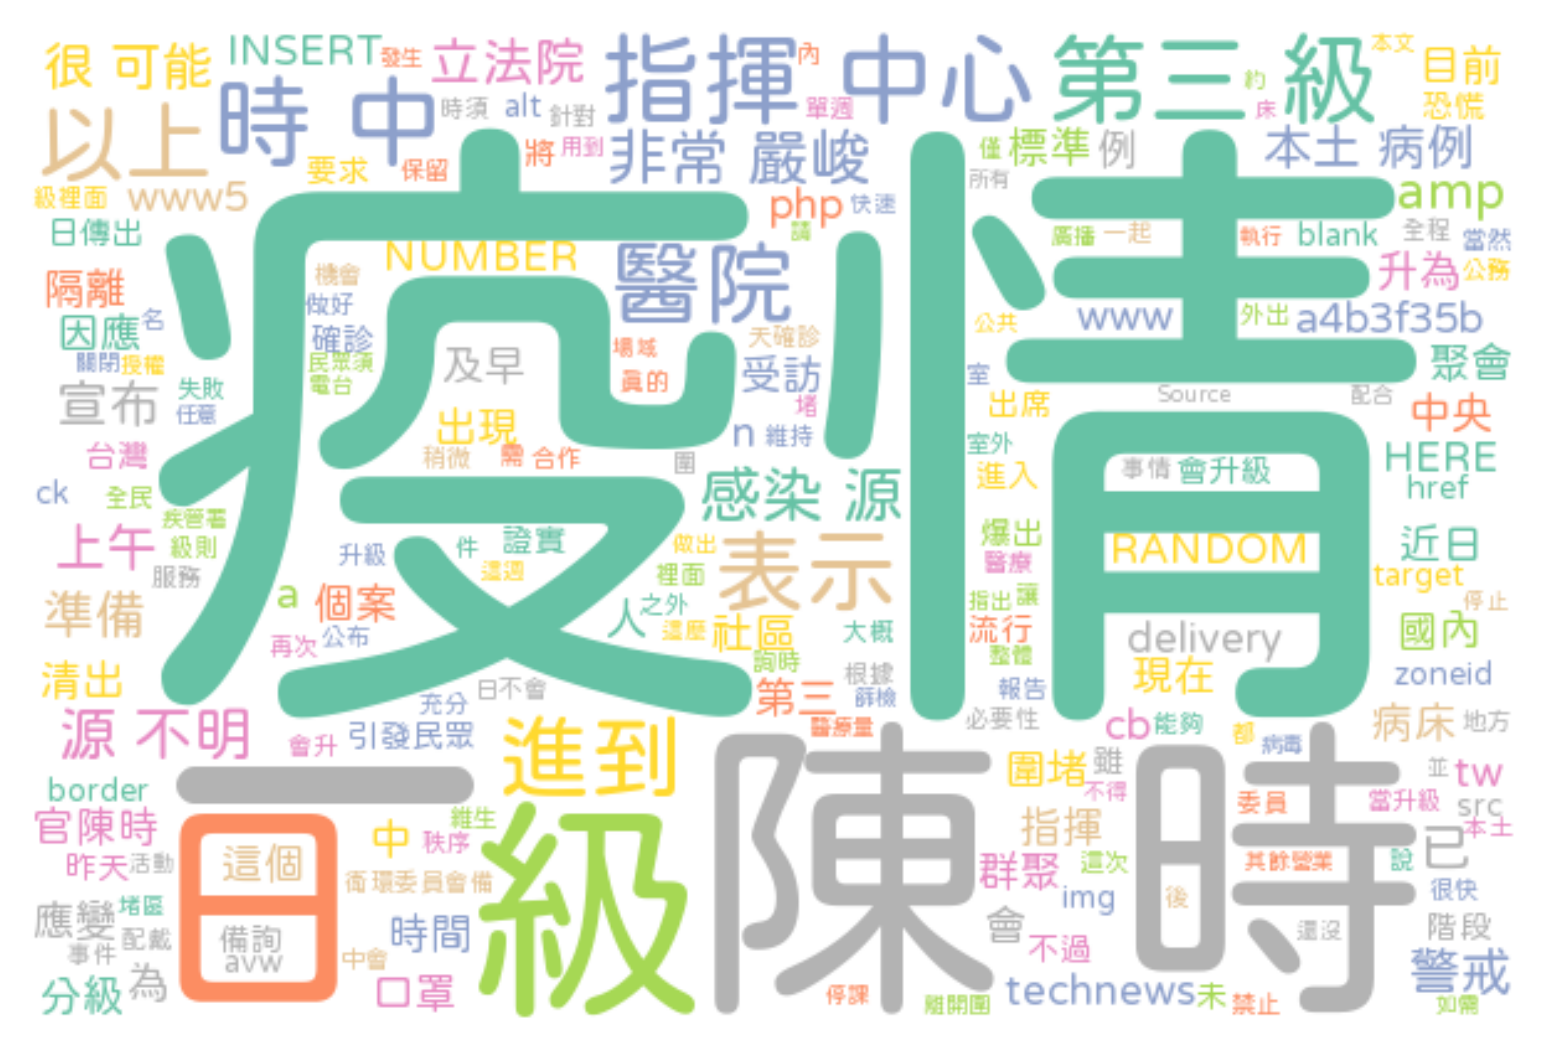 很 可能
INSERT
發生
立法院
指揮 中心
內
第三 級
本文
目前
恐慌
以上
時 中
時須
alt
針對
單週
約
床
要求
保留
將
用到
非常 嚴峻
僅
標準
例
本土 病例
級裡面
www5
所有
amp
日傳出
php
快速
請
廣播
一起
執行
blank
全程
當然
疫情
NUMBER
醫院
隔離
機會
做好
升為
公務
因應
名
確診
公共
www
外出
a4b3f35b
關閉
授權
民眾須
電台
及早
場域
真的
天確診
受訪
室
聚會
宣布
失敗
任意
出現
堵
n
維持
出席
Source
配合
中央
台灣
稍微
需
合作
圍
室外
進入
事情
會升級
HERE
href
ck
全民
疾管署
級則
感染 源
上午
升級
件
證實
這週
做出
表示
爆出
醫療
RANDOM
近日
target
服務
裡面
指出
讓
停止
準備
a
個案
人
之外
這麼
社區
大概
流行
整體
delivery
國內
再次
公布
詢時
根據
現在
zoneid
清出
日不會
充分
第三
篩檢
報告
必要性
源 不明
會升
引發民眾
進到
醫療量
cb
能夠
都
病毒
病床
地方
border
一
陳時
圍堵
雖
不得
並
tw
官陳時
日
中
維生
秩序
級
指揮
委員
當升級
src
本土
昨天
活動
這個
衛環委員會備
群聚
這次
其餘營業
說
已
img
後
很快
應變
堵區
配戴
事件
備詢
avw
時間
中會
會
不過
還沒
階段
分級
為
口罩
停課
離開圍
technews
未
禁止
警戒
如需